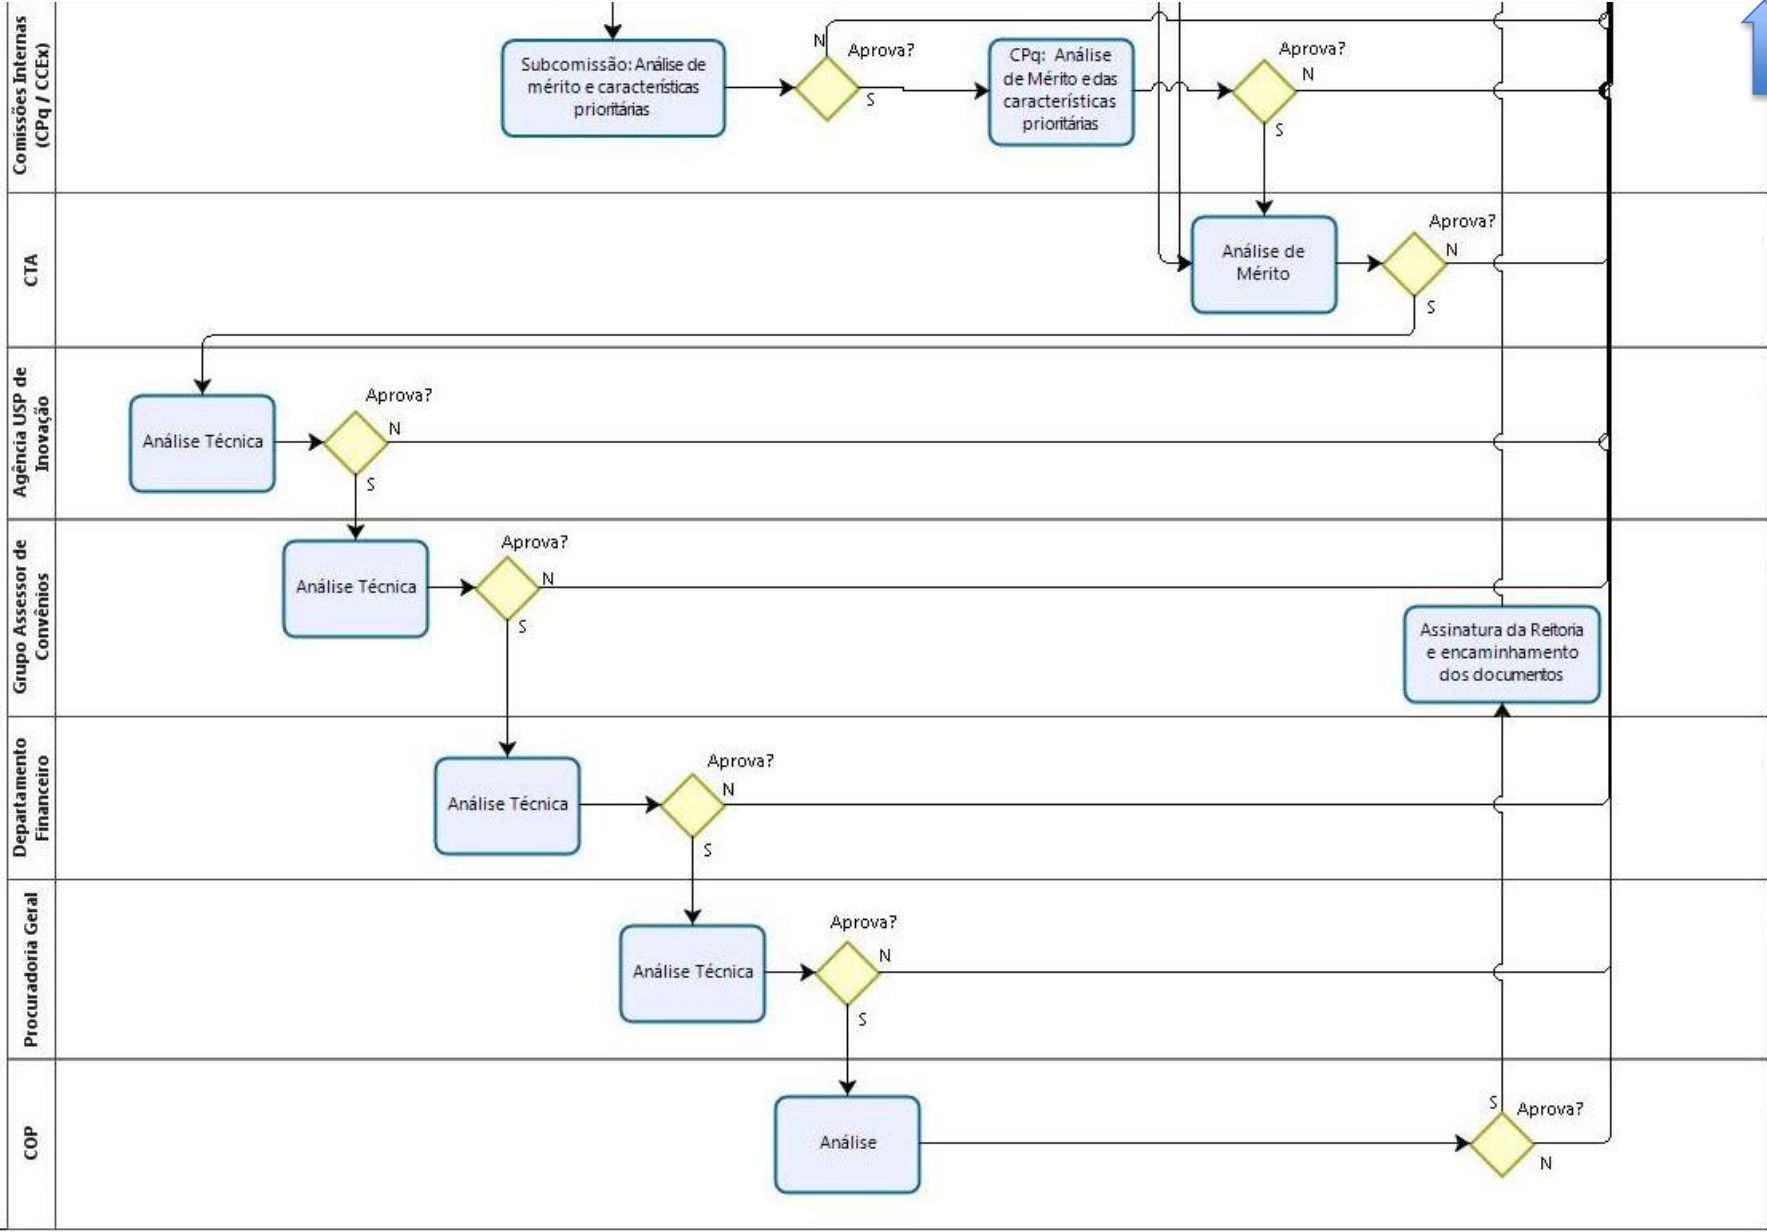 Comissões Internas
(CPq / CCEx)
Subcomissão: Análise de
mérito e características
prioritárias
N
Aprova?
S
CPq: Análise
de Mérito e das
características
prioritárias
Aprova?
N
S
CTA
Análise de
Mérito
Aprova?
N
S
Agência USP de
Inovação
Análise Técnica
Aprova?
N
S
Grupo Assessor de
Convênios
Análise Técnica
Aprova?
N
S
Assinatura da Reitoria
e encaminhamento
dos documentos
Departamento
Financeiro
Análise Técnica
Aprova?
N
S
Procuradoria Geral
Análise Técnica
Aprova?
N
S
COP
Análise
S
Aprova?
N